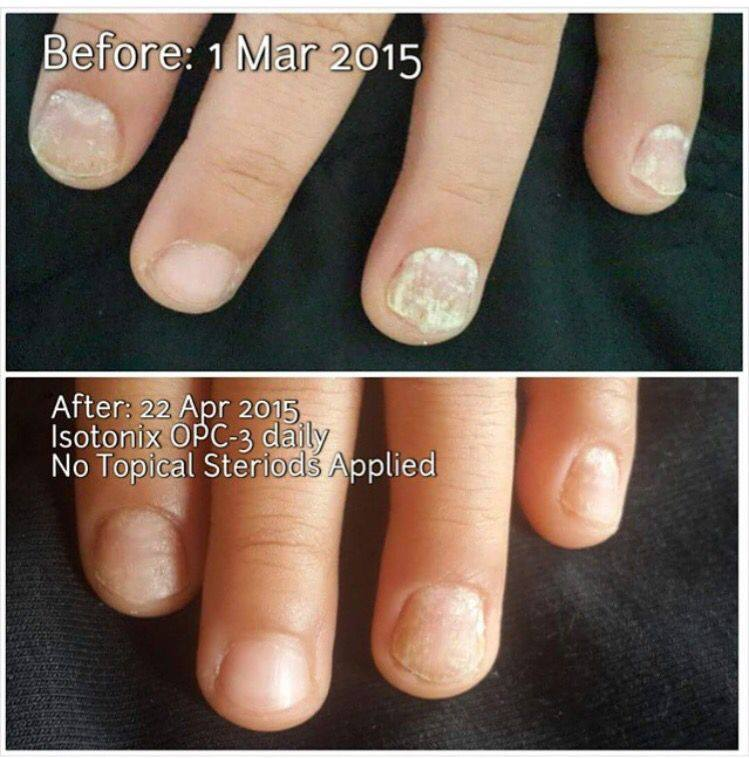 Before: 1 Mar 2015
After: 22 Apr 2015
Isotonix OPC-3 daily
No Topical Steriods Applied